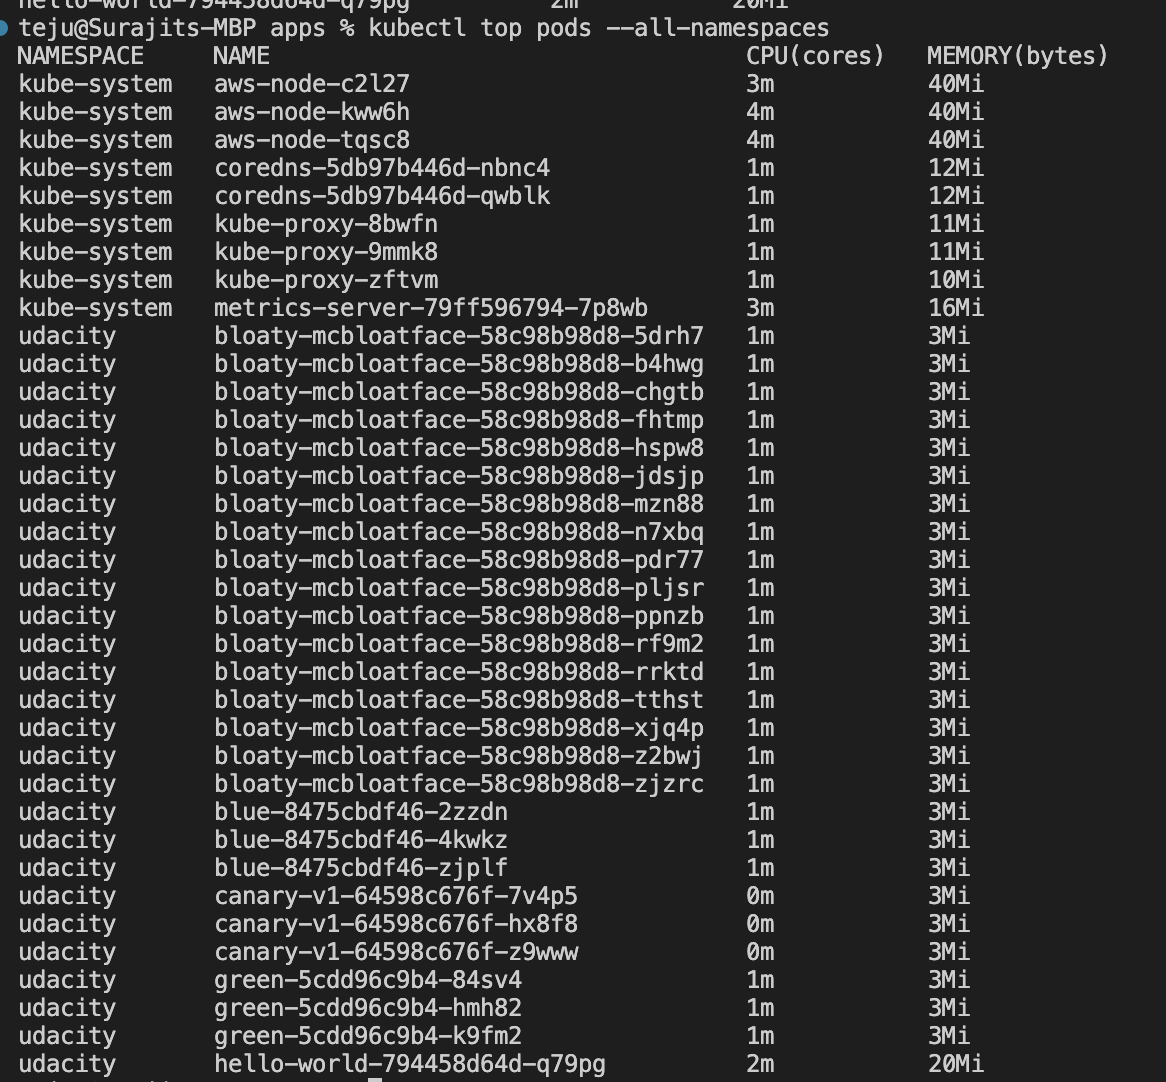 hello-world-794458d64d-q79pg 2m 20Mi
teju@Surajits-MBP apps % kubectl top pods --all-namespaces
NAMESPACE NAME CPU(cores) MEMORY(bytes)
kube-system aws-node-c2l27 3m 40Mi
kube-system aws-node-kww6h 4m 40Mi
kube-system aws-node-tqsc8 4m 40Mi
kube-system coredns-5db97b446d-nbnc4 1m 12Mi
kube-system coredns-5db97b446d-qwblk 1m 12Mi
kube-system kube-proxy-8bwfn 1m 11Mi
kube-system kube-proxy-9mmk8 1m 11Mi
kube-system kube-proxy-zftvm 1m 10Mi
kube-system metrics-server-79ff596794-7p8wb 3m 16Mi
udacity bloaty-mcbloatface-58c98b98d8-5drh7 1m 3Mi
udacity bloaty-mcbloatface-58c98b98d8-b4hwg 1m 3Mi
udacity bloaty-mcbloatface-58c98b98d8-chgtb 1m 3Mi
udacity bloaty-mcbloatface-58c98b98d8-fhtmp 1m 3Mi
udacity bloaty-mcbloatface-58c98b98d8-hspw8 1m 3Mi
udacity bloaty-mcbloatface-58c98b98d8-jdsjp 1m 3Mi
udacity bloaty-mcbloatface-58c98b98d8-mzn88 1m 3Mi
udacity bloaty-mcbloatface-58c98b98d8-n7xbq 1m 3Mi
udacity bloaty-mcbloatface-58c98b98d8-pdr77 1m 3Mi
udacity bloaty-mcbloatface-58c98b98d8-pljsr 1m 3Mi
udacity bloaty-mcbloatface-58c98b98d8-ppnzb 1m 3Mi
udacity bloaty-mcbloatface-58c98b98d8-rf9m2 1m 3Mi
udacity bloaty-mcbloatface-58c98b98d8-rrktd 1m 3Mi
udacity bloaty-mcbloatface-58c98b98d8-tthst 1m 3Mi
udacity bloaty-mcbloatface-58c98b98d8-xjq4p 1m 3Mi
udacity bloaty-mcbloatface-58c98b98d8-z2bwj 1m 3Mi
udacity bloaty-mcbloatface-58c98b98d8-zjzrc 1m 3Mi
udacity blue-8475cbdf46-2zzdn 1m 3Mi
udacity blue-8475cbdf46-4kwkz 1m 3Mi
udacity blue-8475cbdf46-zjplf 1m 3Mi
udacity canary-v1-64598c676f-7v4p5 0m 3Mi
udacity canary-v1-64598c676f-hx8f8 0m 3Mi
udacity canary-v1-64598c676f-z9www 0m 3Mi
udacity green-5cdd96c9b4-84sv4 1m 3Mi
udacity green-5cdd96c9b4-hmh82 1m 3Mi
udacity green-5cdd96c9b4-k9fm2 1m 3Mi
udacity hello-world-794458d64d-q79pg 2m 20Mi